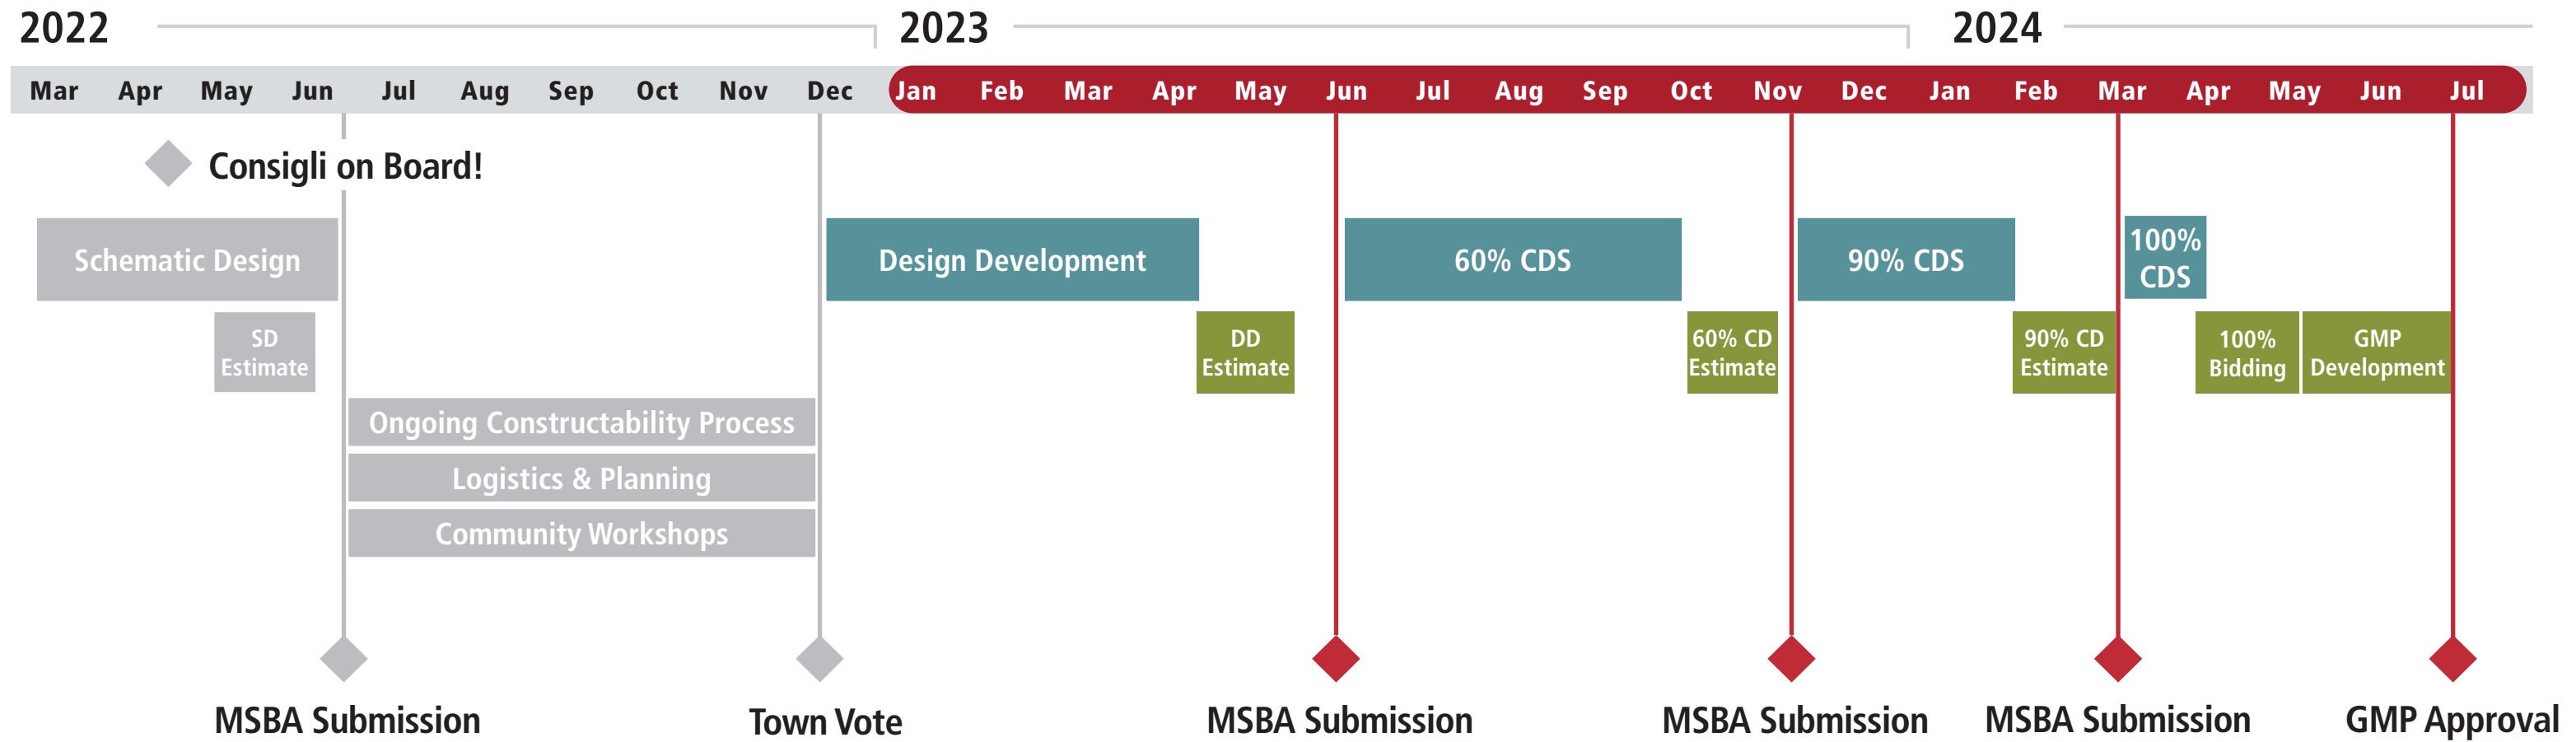 2022 2023 2024
Mar Apr May Jun Jul Aug Sep Oct Nov Dec Jan Feb Mar Apr May Jun Jul Aug Sep Oct Nov Dec Jan Feb Mar Apr May Jun Jul
Consigli on Board!
Schematic Design
Design Development
60% CDS
90% CDS
100%
CDS
SD
Estimate
DD
Estimate
60% CD
Estimate
90% CD
Estimate
100%
Bidding
GMP
Development
Ongoing Constructability Process
Logistics & Planning
Community Workshops
MSBA Submission
Town Vote
MSBA Submission
MSBA Submission
MSBA Submission
GMP Approval